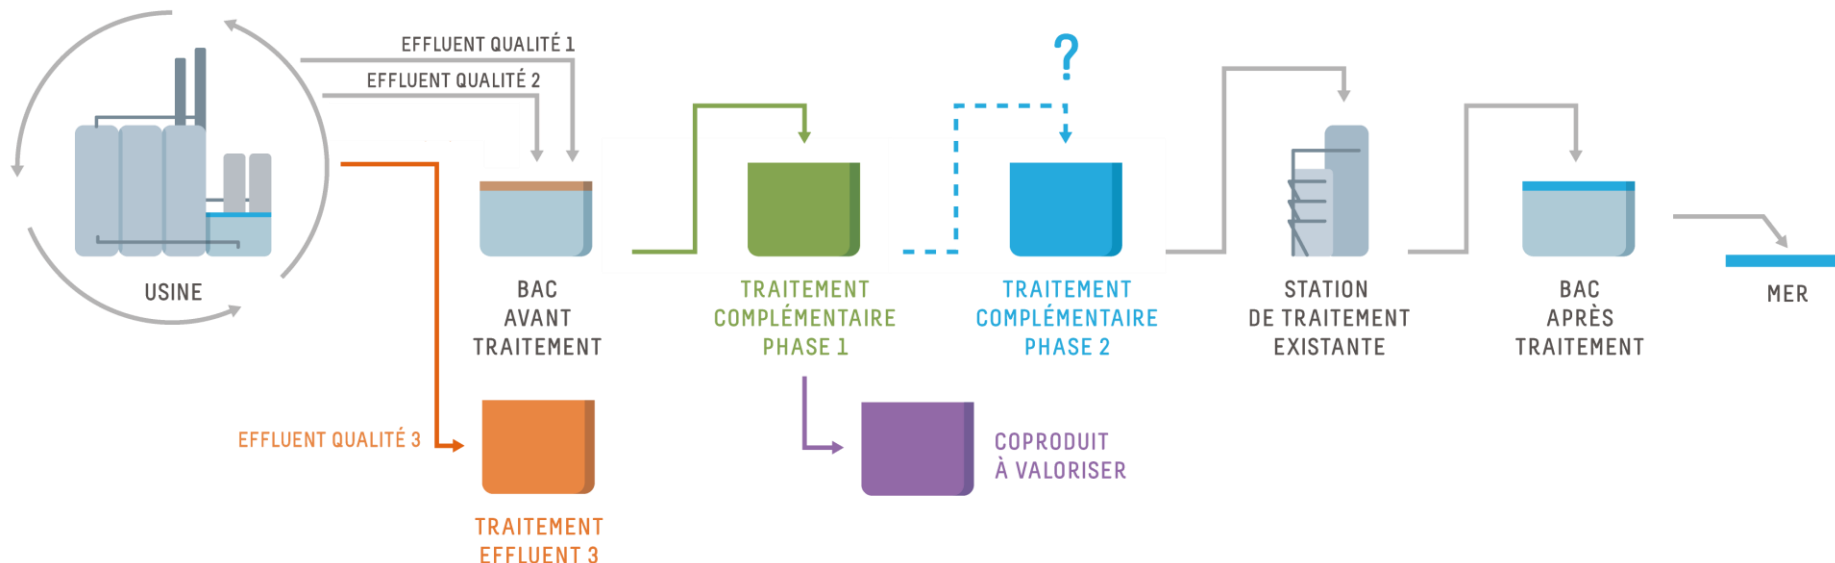 EFFLUENT QUALITÉ 1
EFFLUENT QUALITÉ 2
?
USINE
BAC
AVANT
TRAITEMENT
TRAITEMENT
COMPLÉMENTAIRE
PHASE 1
TRAITEMENT
COMPLÉMENTAIRE
PHASE 2
STATION
DE TRAITEMENT
EXISTANTE
BAC
APRÈS
TRAITEMENT
MER
EFFLUENT QUALITÉ 3
COPRODUIT
À VALORISER
TRAITEMENT
EFFLUENT 3